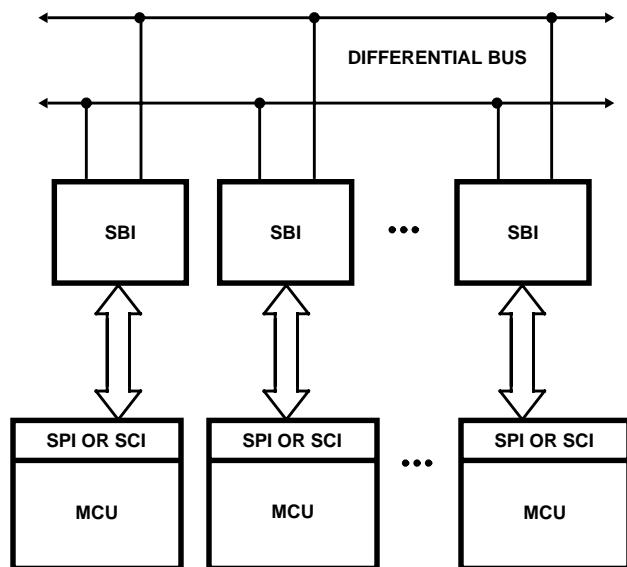 DIFFERENTIAL BUS
SBI
SBI
•••
SBI
SPI OR SCI
SPI OR SCI
SPI OR SCI
•••
MCU
MCU
MCU